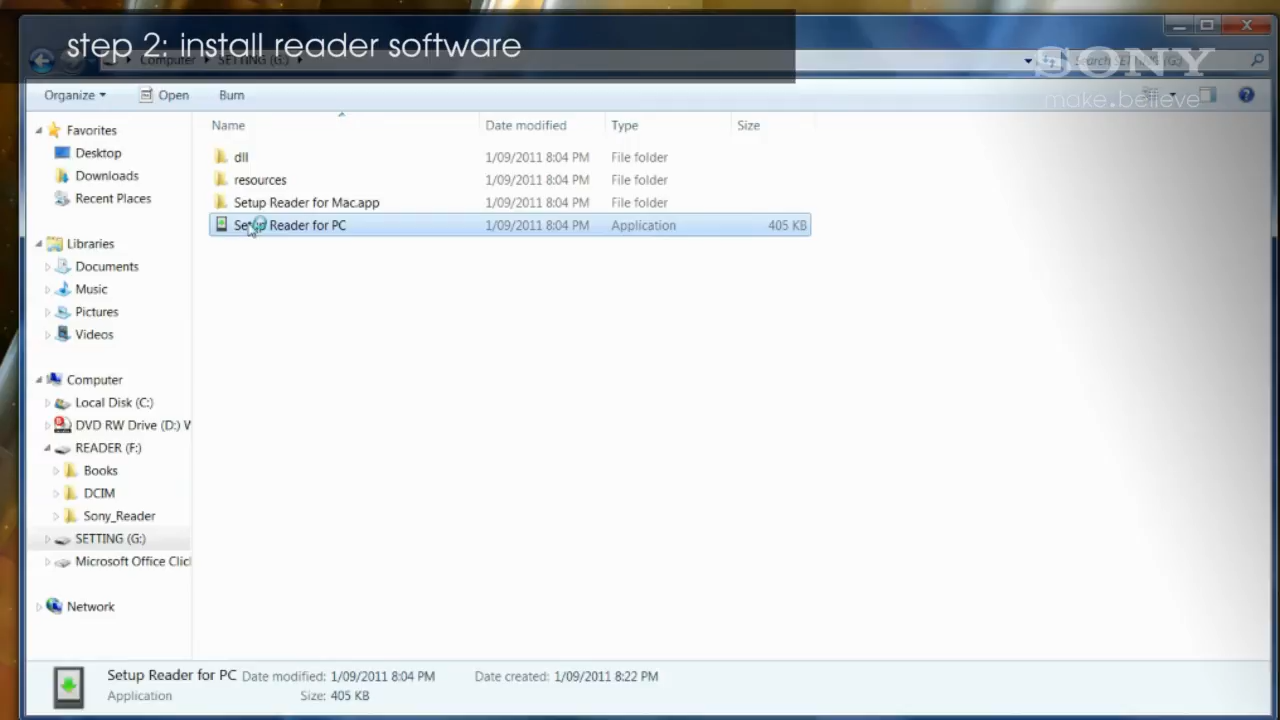 step 2: install reader software
SONY
make.believe
Computer SETTING (G:)
Search SETTING (G:)
Organize Open Burn
Name Date modified Type Size
dll 1/09/2011 8:04 PM File folder
resources 1/09/2011 8:04 PM File folder
Setup Reader for Mac.app 1/09/2011 8:04 PM File folder
Setup Reader for PC 1/09/2011 8:04 PM Application 405 KB
Favorites
Desktop
Downloads
Recent Places
Libraries
Documents
Music
Pictures
Videos
Computer
Local Disk (C:)
DVD RW Drive (D:) W
READER (F:)
Books
DCIM
Sony_Reader
SETTING (G:)
Microsoft Office Clic
Network
Setup Reader for PC Date modified: 1/09/2011 8:04 PM Date created: 1/09/2011 8:22 PM
Application Size: 405 KB